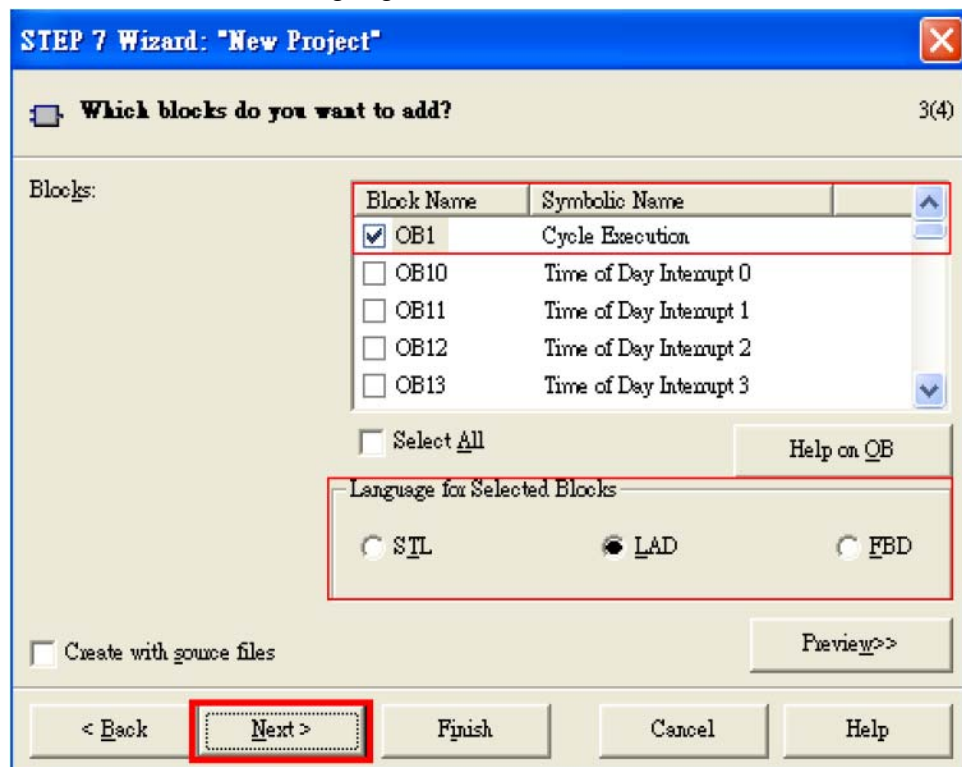 STEP 7 Wizard: "New Project"
Which blocks do you want to add? 3(4)
Blocks:
Block Name Symbolic Name
OB1 Cycle Execution
OB10 Time of Day Interrupt 0
OB11 Time of Day Interrupt 1
OB12 Time of Day Interrupt 2
OB13 Time of Day Interrupt 3
Select All
Help on OB
Language for Selected Blocks
STL LAD FBD
Create with source files
Preview>>
< Back Next > Finish Cancel Help